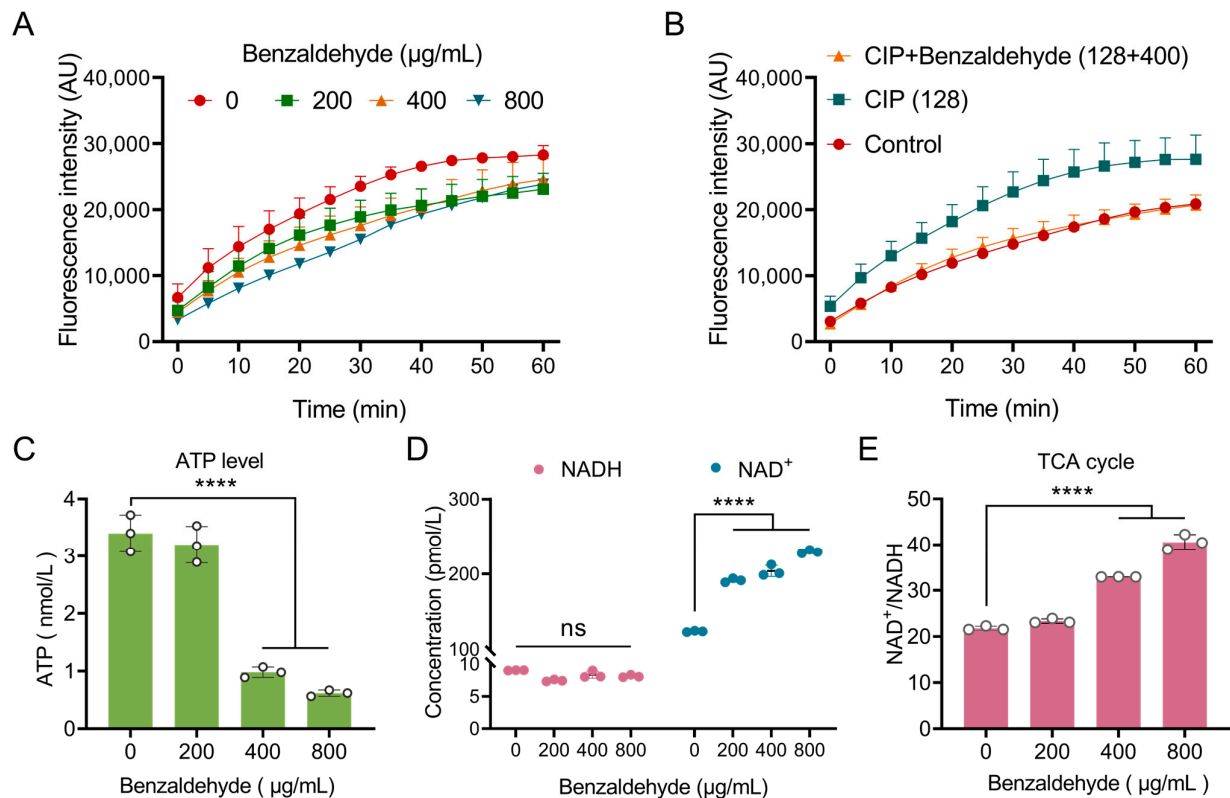 A
Benzaldehyde (µg/mL)
0 200 400 800
Fluorescence intensity (AU)
40,000
30,000
20,000
10,000
0
0 10 20 30 40 50 60
Time (min)
B
CIP+Benzaldehyde (128+400)
CIP (128)
Control
Fluorescence intensity (AU)
40,000
30,000
20,000
10,000
0
0 10 20 30 40 50 60
Time (min)
C
ATP level
****
ATP ( nmol/L)
4
3
2
1
0
0 200 400 800
Benzaldehyde ( µg/mL)
D
NADH NAD+
Concentration (pmol/L)
300
200
100
10
5
0
ns
****
0 200 400 800 0 200 400 800
Benzaldehyde (µg/mL)
E
TCA cycle
****
NAD+/NADH
50
40
30
20
10
0
0 200 400 800
Benzaldehyde ( µg/mL)